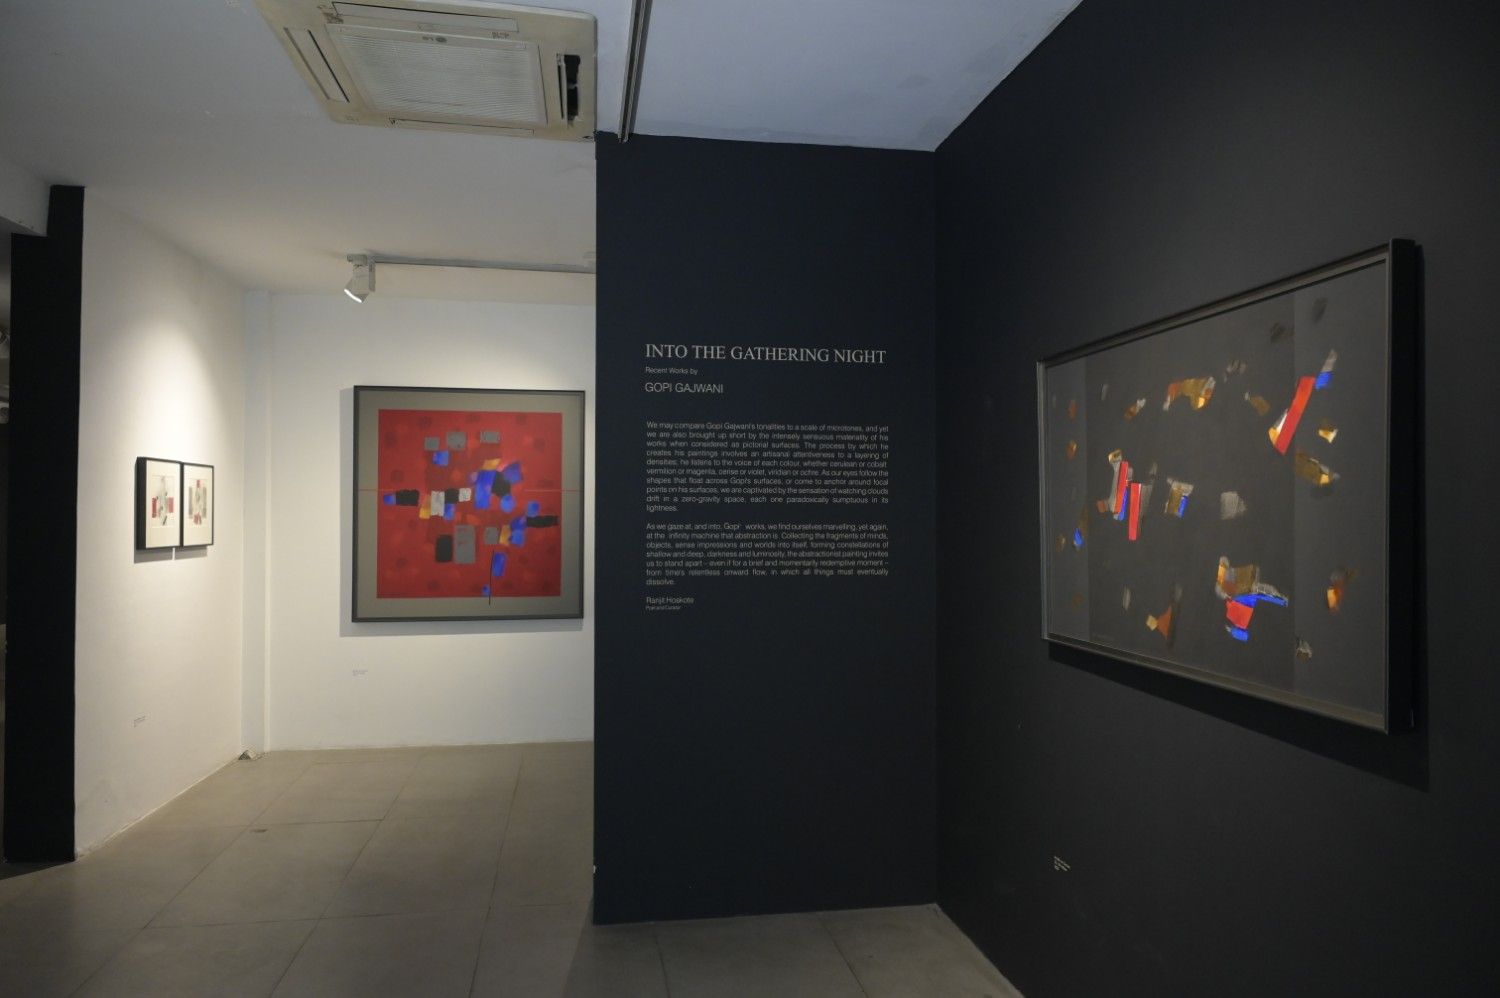 INTO THE GATHERING NIGHT
Recent Works by
GOPI GAJWANI
We may compare Gopi Gajwani's tonalities to a scale of microtones, and yet
we are also brought up short by the intensely sensuous materiality of his
works when considered as pictorial surfaces. The process by which he
creates his paintings involves an artisanal attentiveness to a layering of
densities; he listens to the voice of each colour, whether cerulean or cobalt,
vermilion or magenta, cerise or violet, viridian or ochre. As our eyes follow the
shapes that float across Gopi's surfaces, or come to anchor around focal
points on his surfaces, we are captivated by the sensation of watching clouds
drift in a zero-gravity space, each one paradoxically sumptuous in its
lightness.
As we gaze at, and into, Gopi' works, we find ourselves marvelling, yet again,
at the infinity machine that abstraction is. Collecting the fragments of minds,
objects, sense impressions and worlds into itself, forming constellations of
shallow and deep, darkness and luminosity, the abstractionist painting invites
us to stand apart – even if for a brief and momentarily redemptive moment –
from time's relentless onward flow, in which all things must eventually
dissolve.
Ranjit Hoskote
Poet and Curator